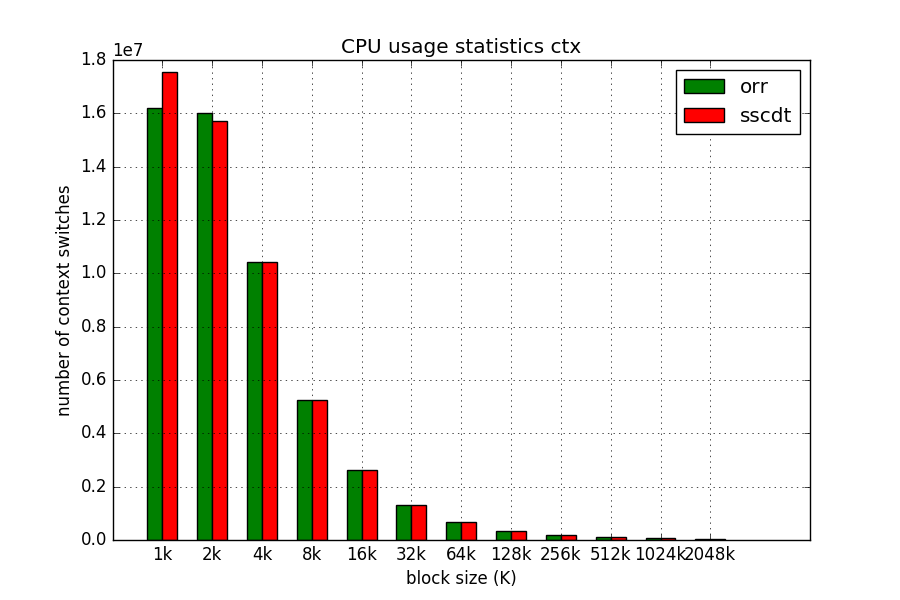 CPU usage statistics ctx
1e7
1.8
1.6
1.4
1.2
1.0
0.8
0.6
0.4
0.2
0.0
number of context switches
orr
sscdt
1k 2k 4k 8k 16k 32k 64k 128k 256k 512k 1024k 2048k
block size (K)